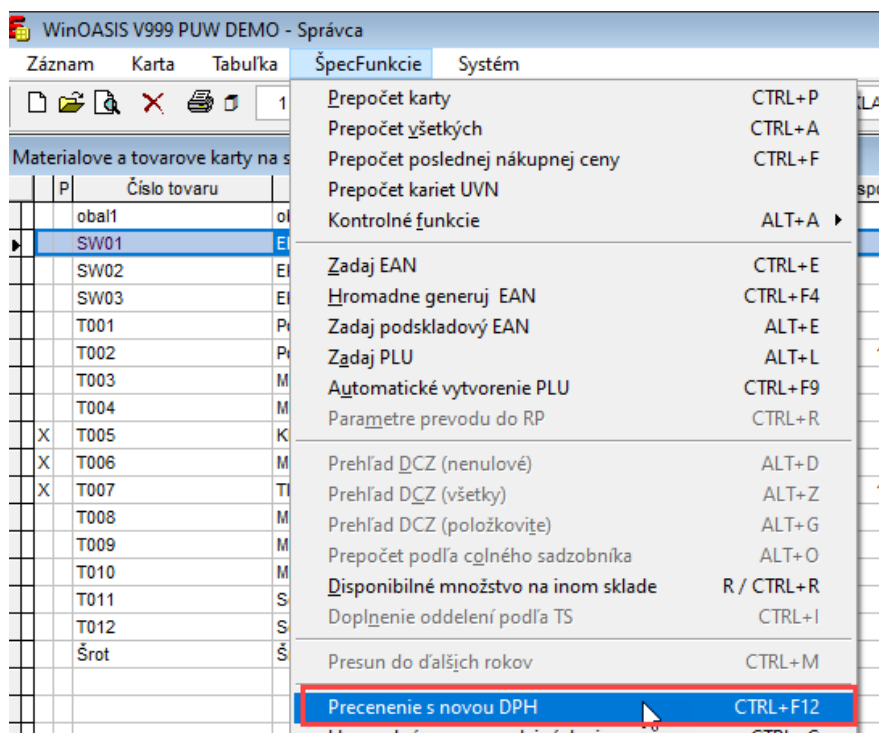 WinOASIS V999 PUW DEMO - Správca
Záznam Karta Tabuľka ŠpecFunkcie Systém
1
Materialove a tovarove karty na s
P Číslo tovaru
obal1
SW01
SW02
SW03
T001
T002
T003
T004
X T005
X T006
X T007
T008
T009
T010
T011
T012
Šrot
Prepočet karty CTRL+P
Prepočet všetkých CTRL+A
Prepočet poslednej nákupnej ceny CTRL+F
Prepočet kariet UVN
Kontrolné funkcie ALT+A
Zadaj EAN CTRL+E
Hromadne generuj EAN CTRL+F4
Zadaj podskladový EAN ALT+E
Zadaj PLU ALT+L
Automatické vytvorenie PLU CTRL+F9
Parametre prevodu do RP CTRL+R
Prehľad DCZ (nenulové) ALT+D
Prehľad DCZ (všetky) ALT+Z
Prehľad DCZ (položkovite) ALT+G
Prepočet podľa colného sadzobníka ALT+O
Disponibilné množstvo na inom sklade R / CTRL+R
Doplnenie oddelení podľa TS CTRL+I
Presun do ďalších rokov CTRL+M
Precenenie s novou DPH CTRL+F12